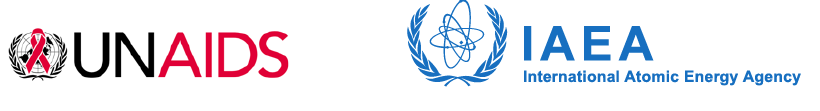 UNAIDS
IAEA
International Atomic Energy Agency